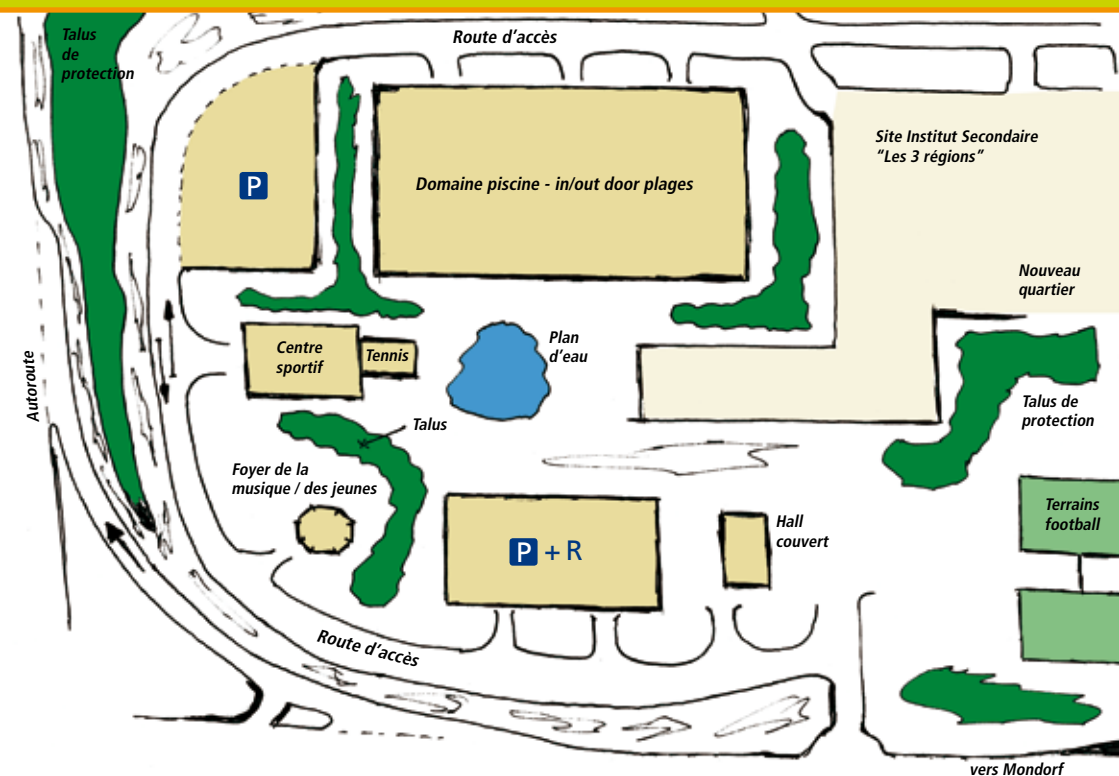 Talus
de
protection
Route d'accès
Site Institut Secondaire
"Les 3 régions"
P
Domaine piscine - in/out door plages
Nouveau
quartier
Plan
d'eau
Centre
sportif
Tennis
Autoroute
Talus de
protection
Talus
Foyer de la
musique / des jeunes
Terrains
football
Hall
couvert
P + R
Route d'accès
vers Mondorf